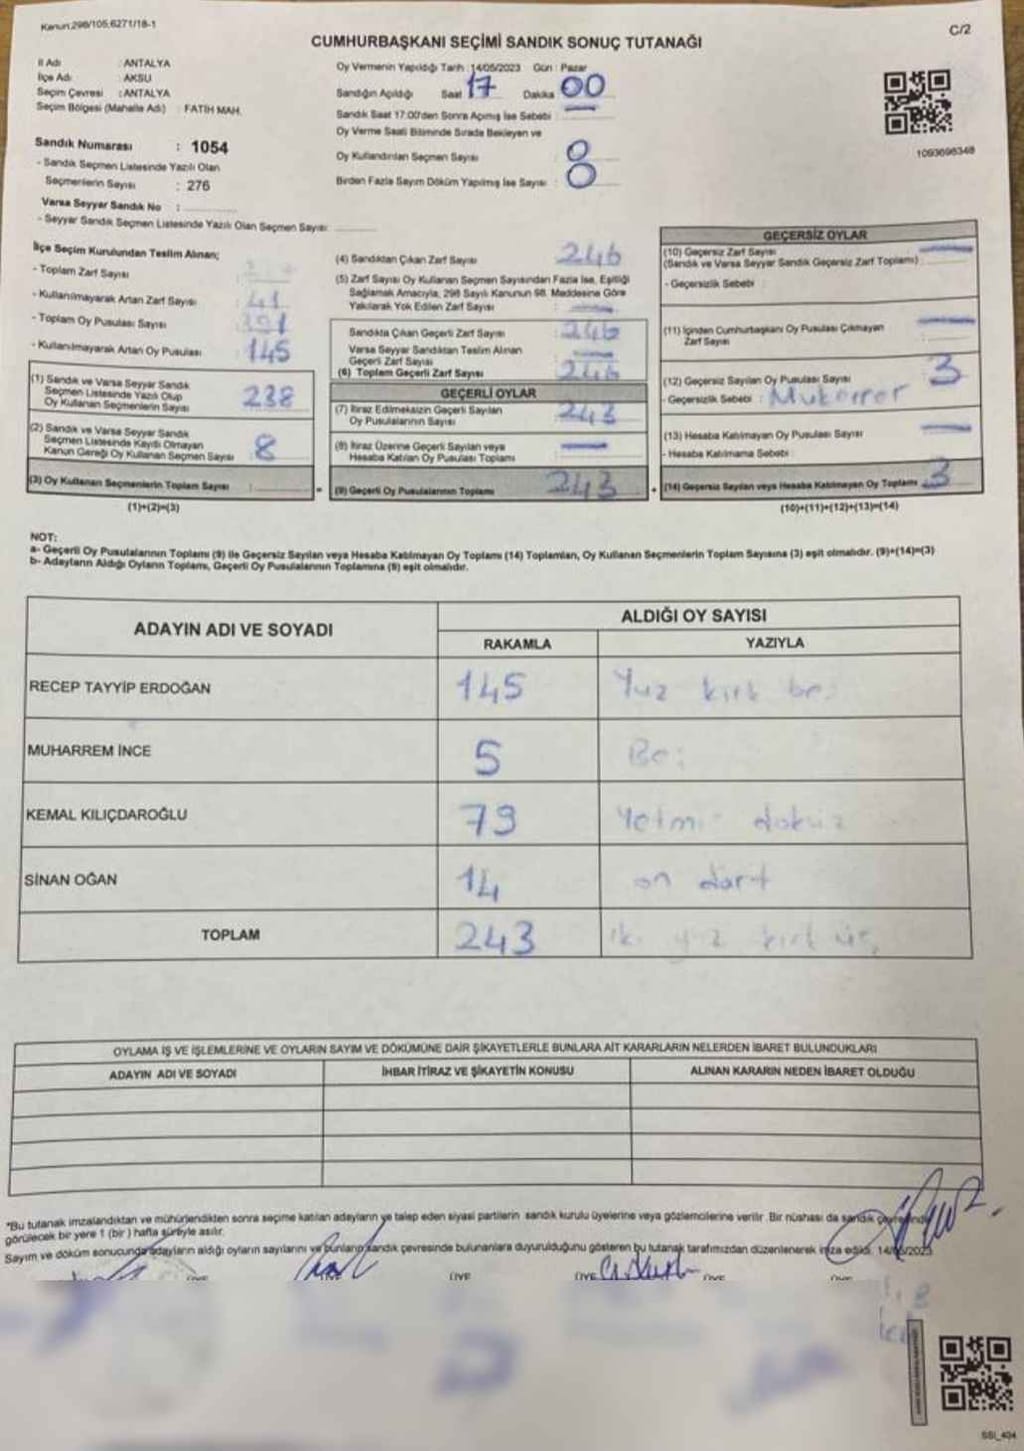 Kanun:298/105;6271/18-1
C/2
CUMHURBAŞKANI SEÇİMİ SANDIK SONUÇ TUTANAĞI
İl Adı : ANTALYA
İlçe Adı : AKSU
Seçim Çevresi : ANTALYA
Seçim Bölgesi (Mahalle Adı) : FATİH MAH.
Sandık Numarası : 1054
- Sandık Seçmen Listesinde Yazılı Olan
Seçmenlerin Sayısı : 276
Varsa Seyyar Sandık No :
- Seyyar Sandık Seçmen Listesinde Yazılı Olan Seçmen Sayısı:
Oy Vermenin Yapıldığı Tarih : 14/05/2023 Gün : Pazar
Sandığın Açıldığı Saat 17 Dakika 00
Sandık Saat 17:00'den Sonra Açılmış İse Sebebi :
Oy Verme Saati Bitiminde Sırada Bekleyen ve
Oy Kullandırılan Seçmen Sayısı : 8
Birden Fazla Sayım Döküm Yapılmış İse Sayısı :
1093698348
İlçe Seçim Kurulundan Teslim Alınan;
- Toplam Zarf Sayısı
- Kullanılmayarak Artan Zarf Sayısı : 41
- Toplam Oy Pusulası Sayısı : 391
- Kullanılmayarak Artan Oy Pusulası : 145
(1) Sandık ve Varsa Seyyar Sandık
Seçmen Listesinde Yazılı Olup
Oy Kullanan Seçmenlerin Sayısı : 238
(2) Sandık ve Varsa Seyyar Sandık
Seçmen Listesinde Kaydı Olmayan
Kanun Gereği Oy Kullanan Seçmen Sayısı : 8
(3) Oy Kullanan Seçmenlerin Toplam Sayısı :
(1)+(2)=(3)
(4) Sandıktan Çıkan Zarf Sayısı : 246
(5) Zarf Sayısı Oy Kullanan Seçmen Sayısından Fazla İse, Eşitliği
Sağlamak Amacıyla, 298 Sayılı Kanunun 98. Maddesine Göre
Yakılarak Yok Edilen Zarf Sayısı :
Sandıkta Çıkan Geçerli Zarf Sayısı : 246
Varsa Seyyar Sandıktan Teslim Alınan
Geçerli Zarf Sayısı
(6) Toplam Geçerli Zarf Sayısı : 246
GEÇERLİ OYLAR
(7) İtiraz Edilmeksizin Geçerli Sayılan
Oy Pusulalarının Sayısı : 243
(8) İtiraz Üzerine Geçerli Sayılan veya
Hesaba Katılan Oy Pusulası Toplamı :
(9) Geçerli Oy Pusulalarının Toplamı : 243
GEÇERSİZ OYLAR
(10) Geçersiz Zarf Sayısı
(Sandık ve Varsa Seyyar Sandık Geçersiz Zarf Toplamı) :
- Geçersizlik Sebebi :
(11) İçinden Cumhurbaşkanı Oy Pusulası Çıkmayan
Zarf Sayısı
(12) Geçersiz Sayılan Oy Pusulası Sayısı : 3
- Geçersizlik Sebebi : Mükerrer
(13) Hesaba Katılmayan Oy Pusulası Sayısı :
- Hesaba Katılmama Sebebi :
(14) Geçersiz Sayılan veya Hesaba Katılmayan Oy Toplamı : 3
(10)+(11)+(12)+(13)=(14)
NOT:
a- Geçerli Oy Pusulalarının Toplamı (9) ile Geçersiz Sayılan veya Hesaba Katılmayan Oy Toplamı (14) Toplamları, Oy Kullanan Seçmenlerin Toplam Sayısına (3) eşit olmalıdır. (9)+(14)=(3)
b- Adayların Aldığı Oyların Toplamı, Geçerli Oy Pusulalarının Toplamına (9) eşit olmalıdır.
ADAYIN ADI VE SOYADI
ALDIĞI OY SAYISI
RAKAMLA YAZIYLA
RECEP TAYYİP ERDOĞAN 145 Yüz kırk
MUHARREM İNCE 5
KEMAL KILIÇDAROĞLU 79 dokuz
SİNAN OĞAN 14 on dört
TOPLAM 243 iki yüz kırk üç
OYLAMA İŞ VE İŞLEMLERİNE VE OYLARIN SAYIM VE DÖKÜMÜNE DAİR ŞİKAYETLERLE BUNLARA AİT KARARLARIN NELERDEN İBARET BULUNDUKLARI
ADAYIN ADI VE SOYADI İHBAR İTİRAZ VE ŞİKAYETİN KONUSU ALINAN KARARIN NEDEN İBARET OLDUĞU
*Bu tutanak imzalandıktan ve mühürlendikten sonra seçime katılan adayların ve talep eden siyasi partilerin sandık kurulu üyelerine veya gözlemcilerine verilir. Bir nüshası da sandık çevresinde
görülecek bir yere 1 (bir) hafta süreyle asılır.
Sayım ve döküm sonucunda adayların aldığı oyların sayılarını ve bunların sandık çevresinde bulunanlara duyurulduğunu gösteren bu tutanak tarafımızdan düzenlenerek imza edildi. 14/05/2023
ÜYE ÜYE ÜYE ÜYE ÜYE ÜYE
SSİ_404